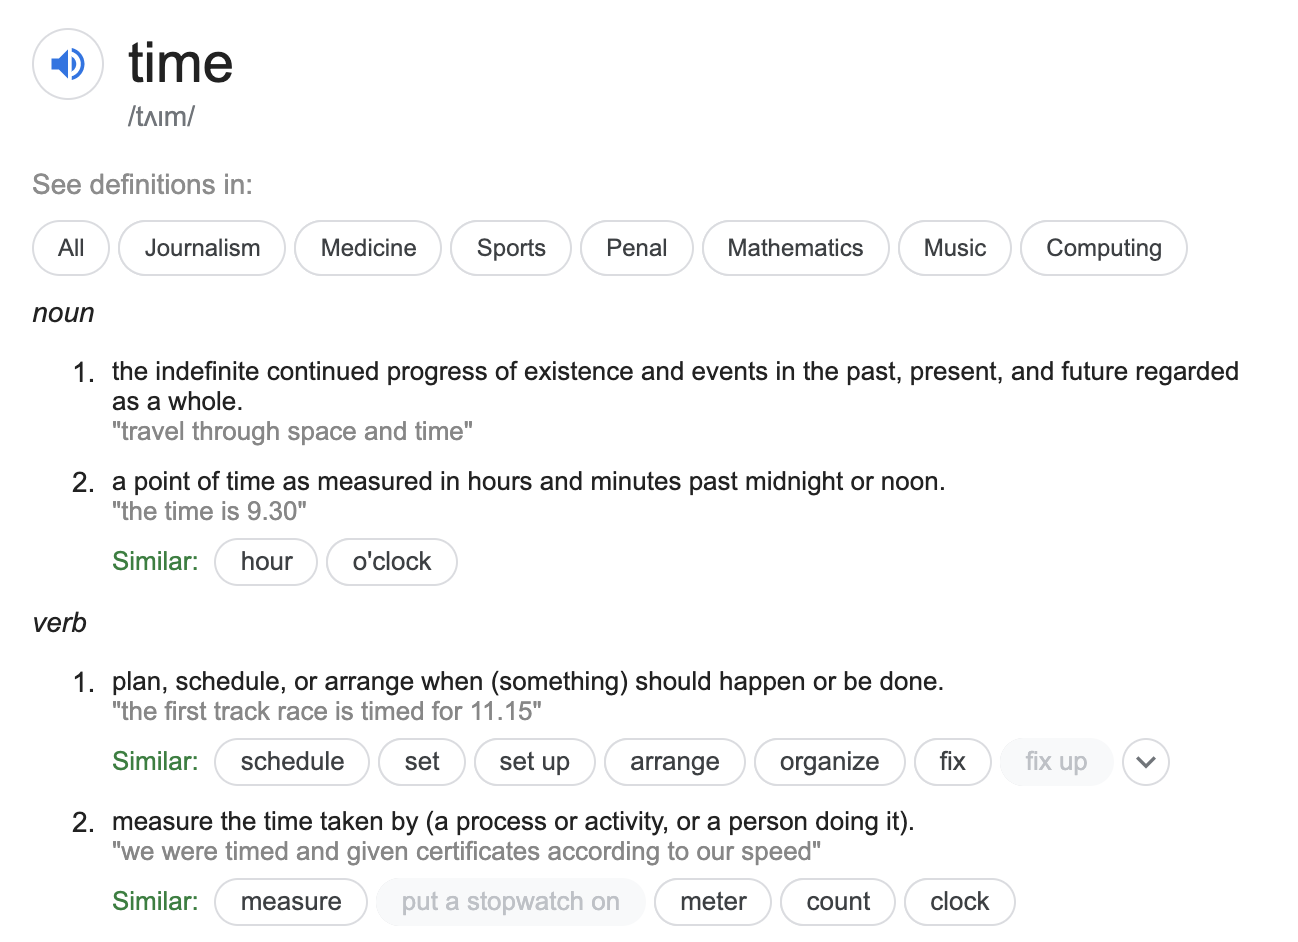 time
/tʌɪm/
See definitions in:
All Journalism Medicine Sports Penal Mathematics Music Computing
noun
1. the indefinite continued progress of existence and events in the past, present, and future regarded
as a whole.
"travel through space and time"
2. a point of time as measured in hours and minutes past midnight or noon.
"the time is 9.30"
Similar: hour o'clock
verb
1. plan, schedule, or arrange when (something) should happen or be done.
"the first track race is timed for 11.15"
Similar: schedule set set up arrange organize fix fix up
2. measure the time taken by (a process or activity, or a person doing it).
"we were timed and given certificates according to our speed"
Similar: measure put a stopwatch on meter count clock